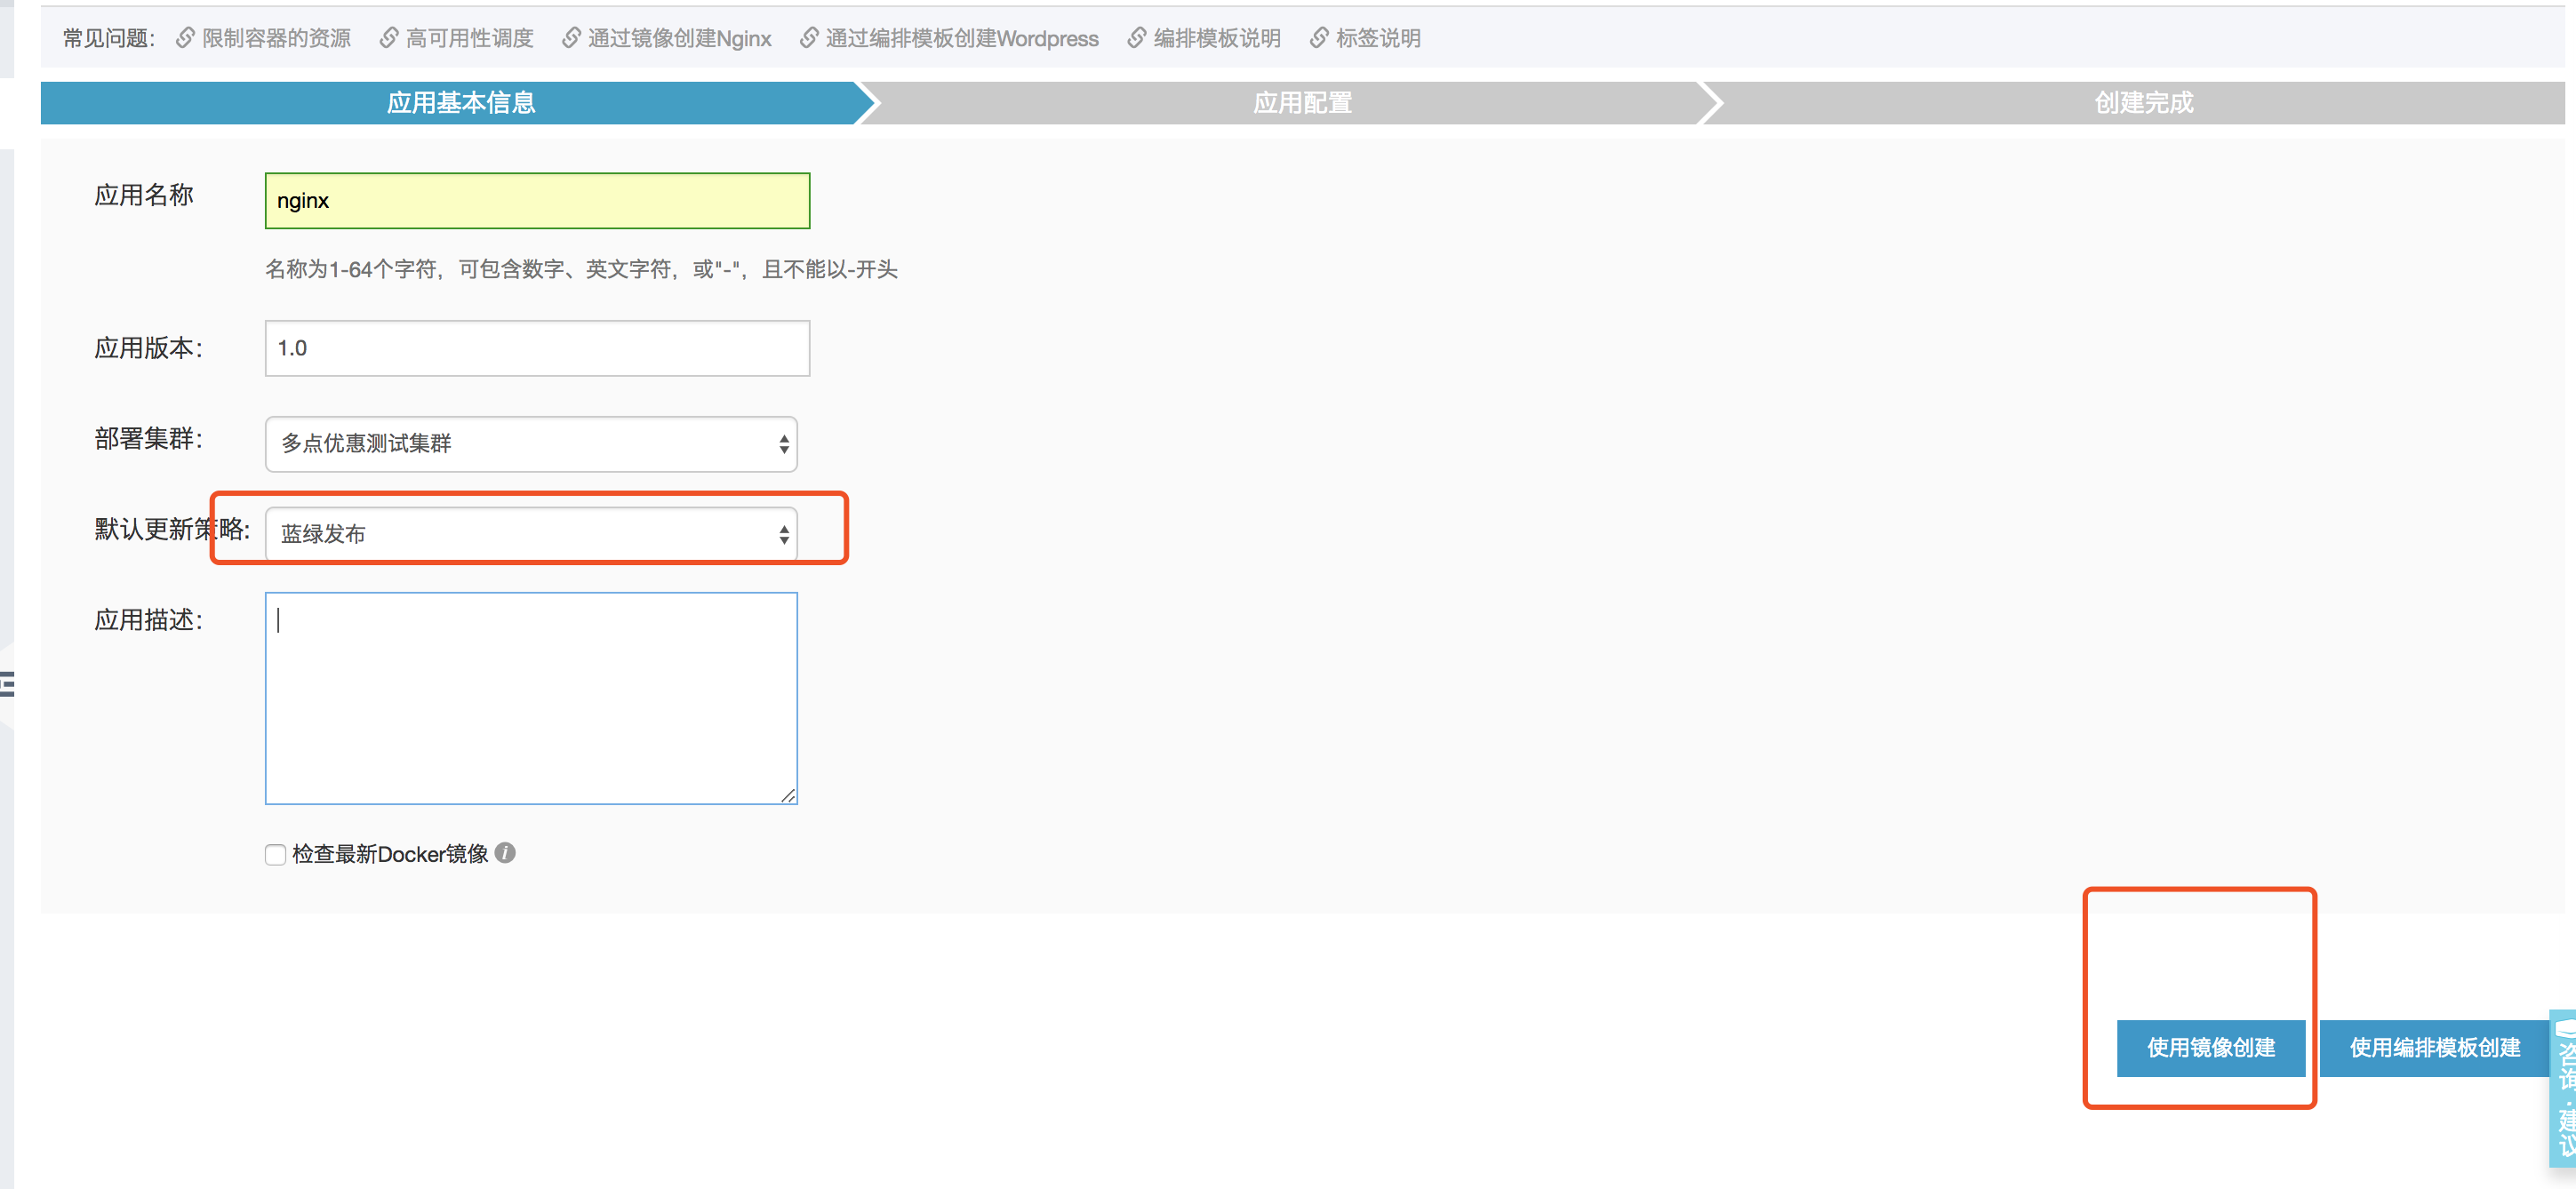 常见问题： 限制容器的资源 高可用性调度 通过镜像创建Nginx 通过编排模板创建Wordpress 编排模板说明 标签说明
应用基本信息 应用配置 创建完成
应用名称
nginx
名称为1-64个字符，可包含数字、英文字符，或"-"，且不能以-开头
应用版本：
1.0
部署集群：
多点优惠测试集群
默认更新策略:
蓝绿发布
应用描述：
检查最新Docker镜像
使用镜像创建 使用编排模板创建
咨询·建议